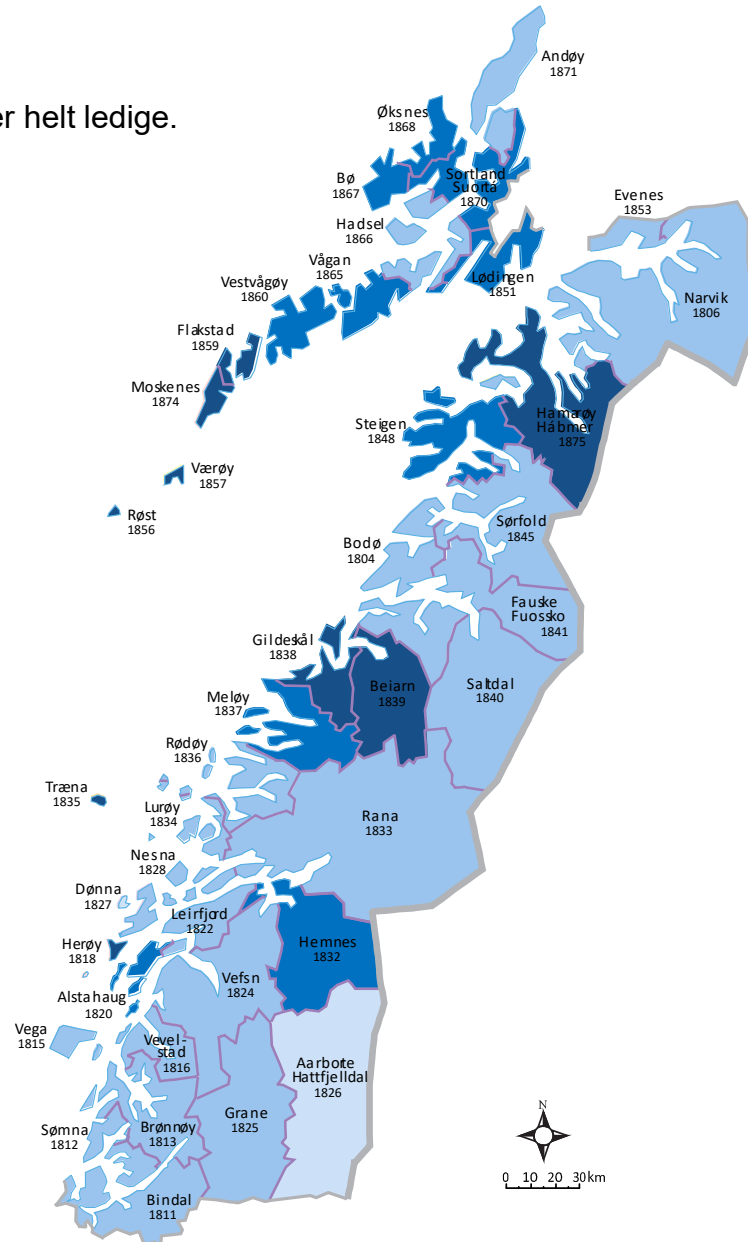 er helt ledige.
Andøy
1871
Øksnes
1868
Bø
1867
Sortland
Suortá
1870
Evenes
1853
Hadsel
1866
Vågan
1865
Lødingen
1851
Vestvågøy
1860
Narvik
1806
Flakstad
1859
Moskenes
1874
Hamarøy
Hábmer
1875
Steigen
1848
Værøy
1857
Røst
1856
Sørfold
1845
Bodø
1804
Fauske
Fuossko
1841
Gildeskål
1838
Beiarn
1839
Saltdal
1840
Meløy
1837
Rødøy
1836
Træna
1835
Lurøy
1834
Rana
1833
Nesna
1828
Dønna
1827
Leirfjord
1822
Herøy
1818
Hemnes
1832
Vefsn
1824
Alstahaug
1820
Vega
1815
Vevel-
stad
1816
Aarborte
Hattfjelldal
1826
Grane
1825
Sømna
1812
Brønnøy
1813
Bindal
1811
N
0 10 20 30km